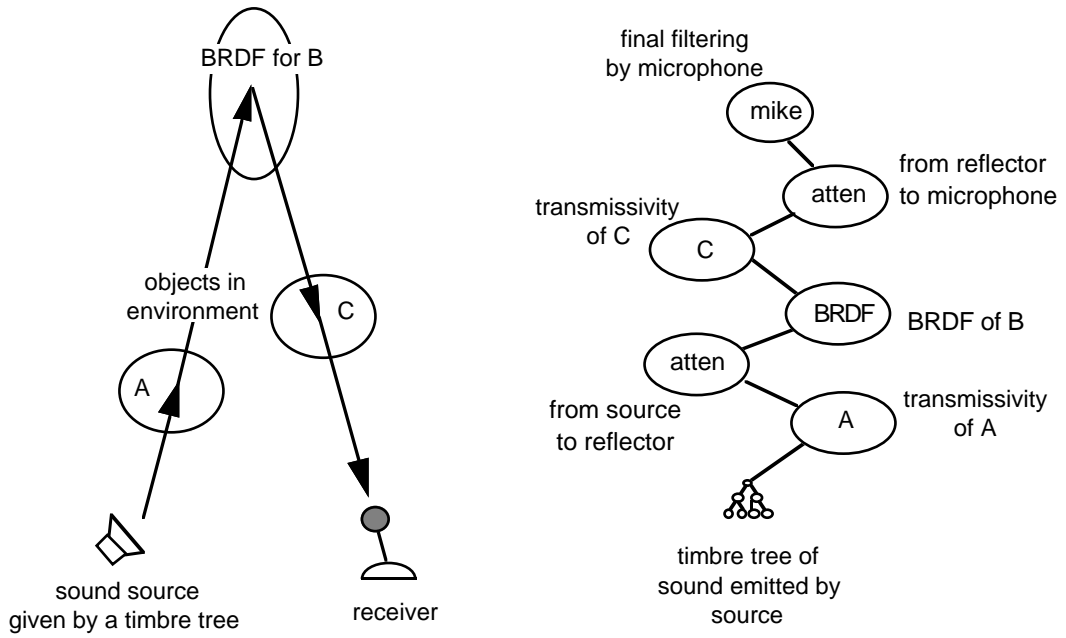 BRDF for B
objects in
environment
A
C
sound source
given by a timbre tree
receiver
final filtering
by microphone
mike
atten
from reflector
to microphone
transmissivity
of C
C
BRDF
BRDF of B
atten
from source
to reflector
A
transmissivity
of A
timbre tree of
sound emitted by
source